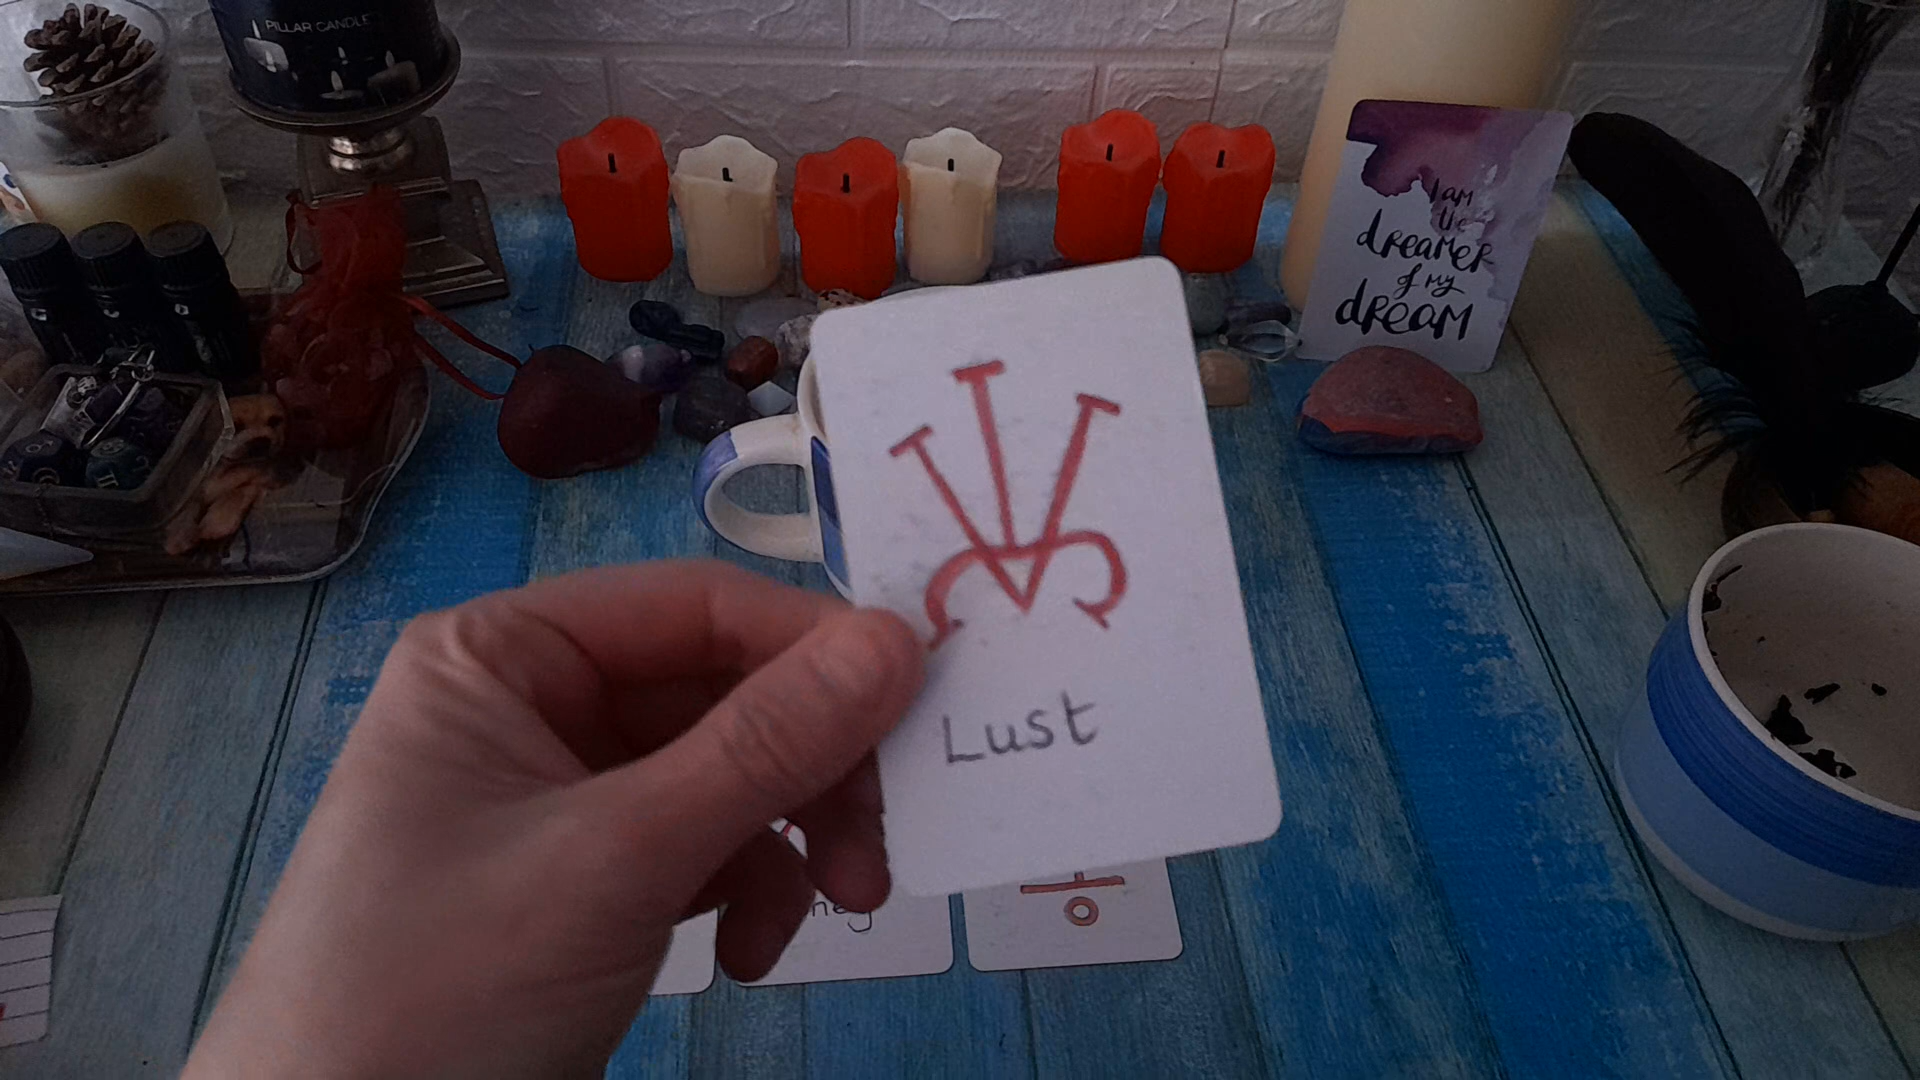 PILLAR CANDLE
I am
the
dreamer
of my
dream
Lust